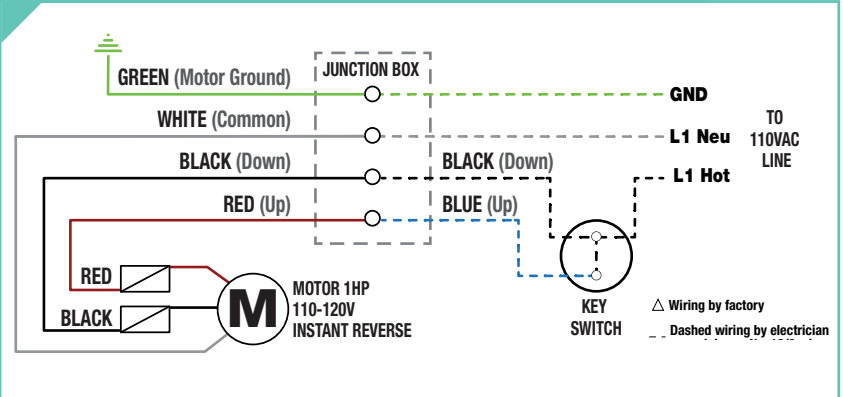 JUNCTION BOX
GREEN (Motor Ground)
GND
WHITE (Common)
L1 Neu
TO
110VAC
LINE
BLACK (Down)
BLACK (Down)
L1 Hot
RED (Up)
BLUE (Up)
RED
BLACK
M
MOTOR 1HP
110-120V
INSTANT REVERSE
KEY
SWITCH
Wiring by factory
Dashed wiring by electrician